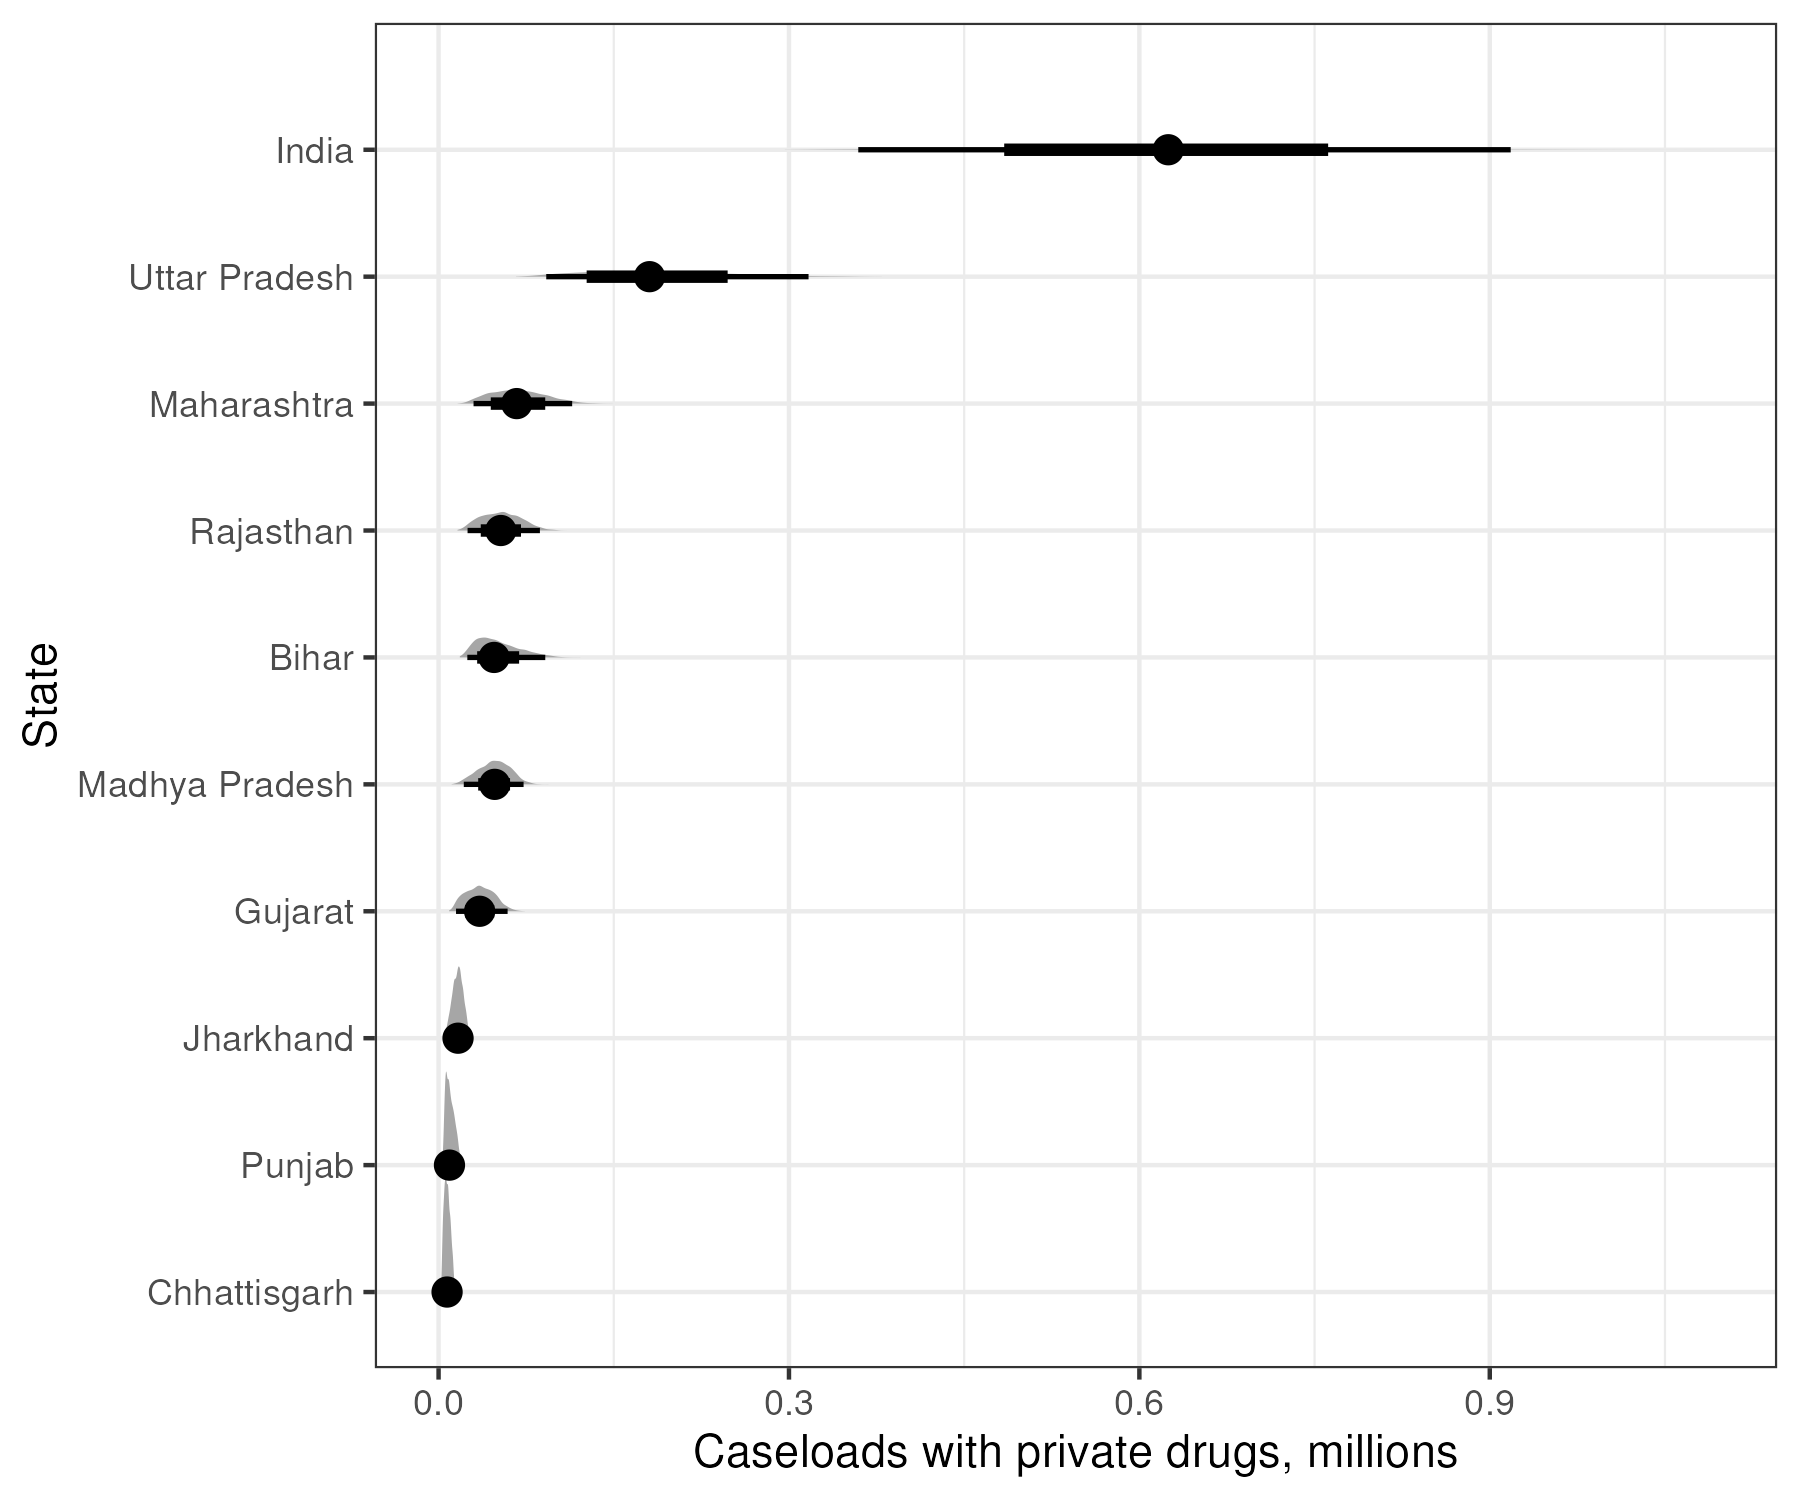 India
Uttar Pradesh
Maharashtra
Rajasthan
Bihar
Madhya Pradesh
Gujarat
Jharkhand
Punjab
Chhattisgarh
State
0.0 0.3 0.6 0.9
Caseloads with private drugs, millions